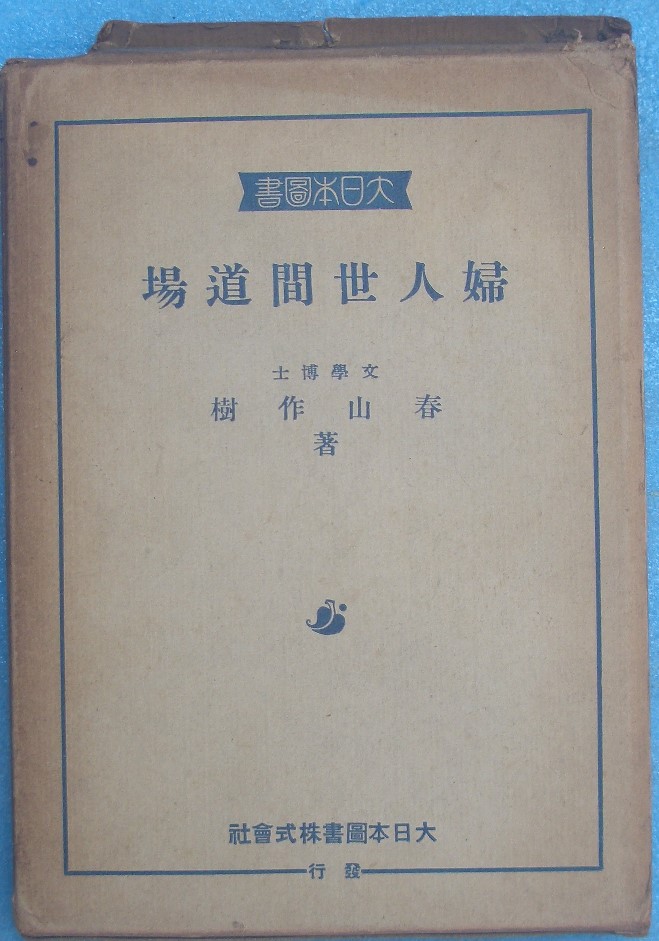 大日本圖書
婦人世間道場
文學博士
春山作樹
著
大日本圖書株式會社
發行